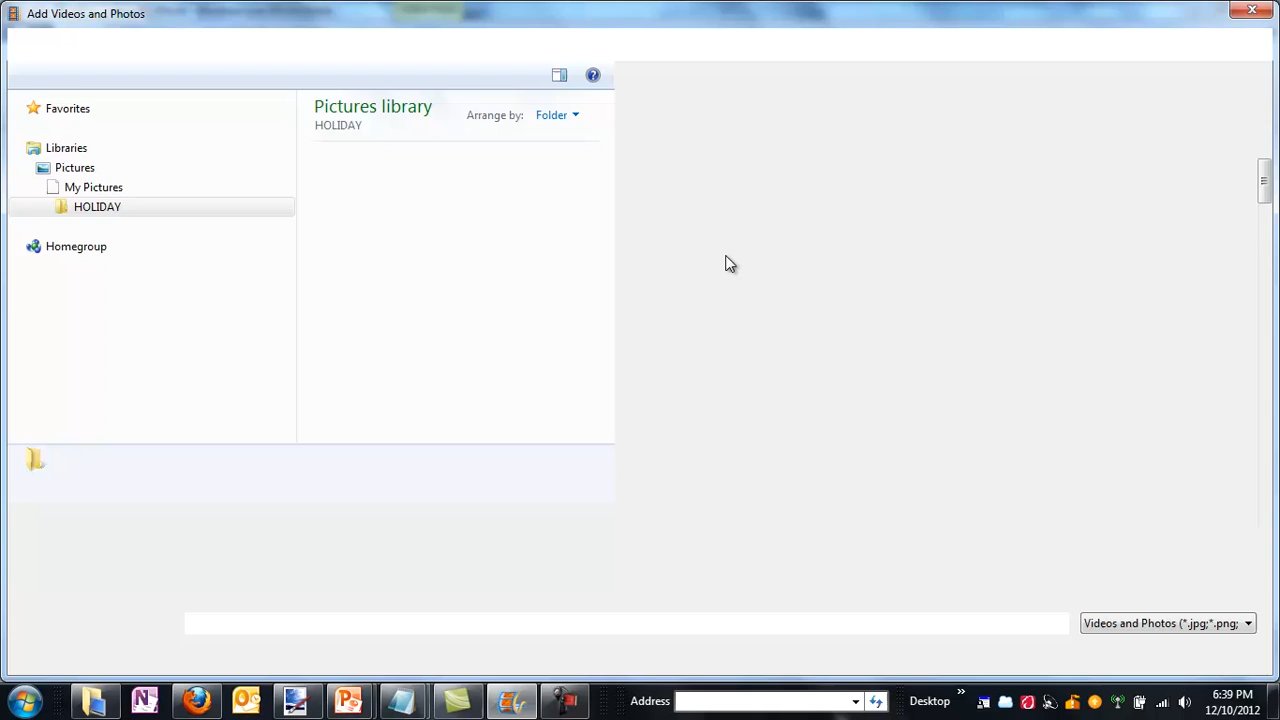 Add Videos and Photos
Favorites
Libraries
Pictures
My Pictures
HOLIDAY
Homegroup
Pictures library
HOLIDAY
Arrange by: Folder
Videos and Photos (*.jpg;*.png;
Address
Desktop
»
6:39 PM
12/10/2012